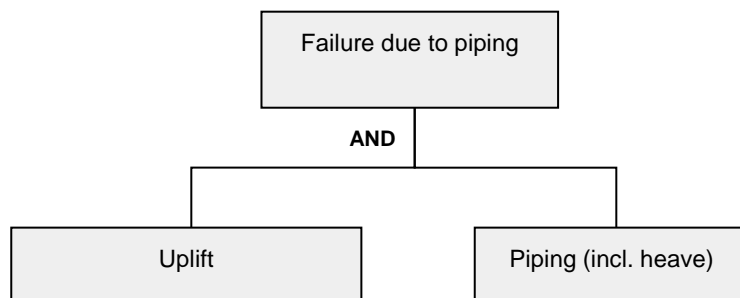 Failure due to piping
AND
Uplift
Piping (incl. heave)